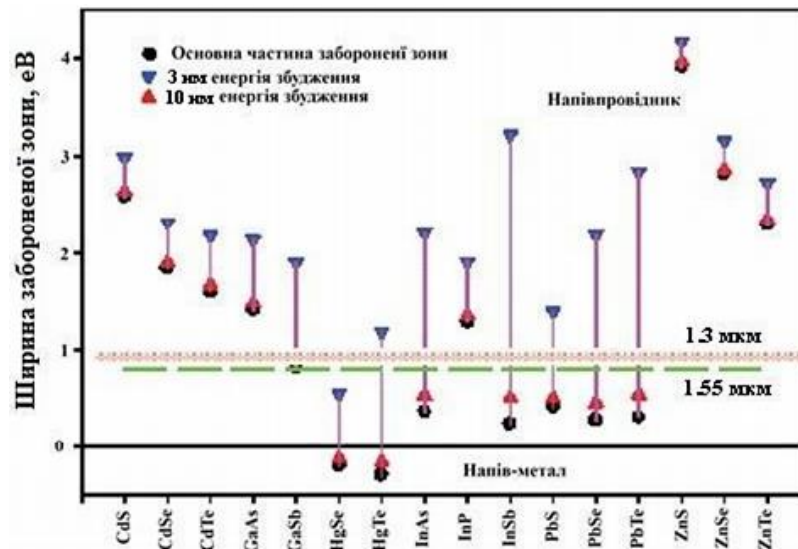 Ширина забороненої зони, еВ
4
3
2
1
0
Основна частина забороненї зони
3 нм енергія збудження
10 нм енергія збудження
Напівпровідник
1.3 мкм
1.55 мкм
Напів-метал
CdS
CdSe
CdTe
GaAs
GaSb
HgSe
HgTe
InAs
InP
InSb
PbS
PbSe
PbTe
ZnS
ZnSe
ZnTe